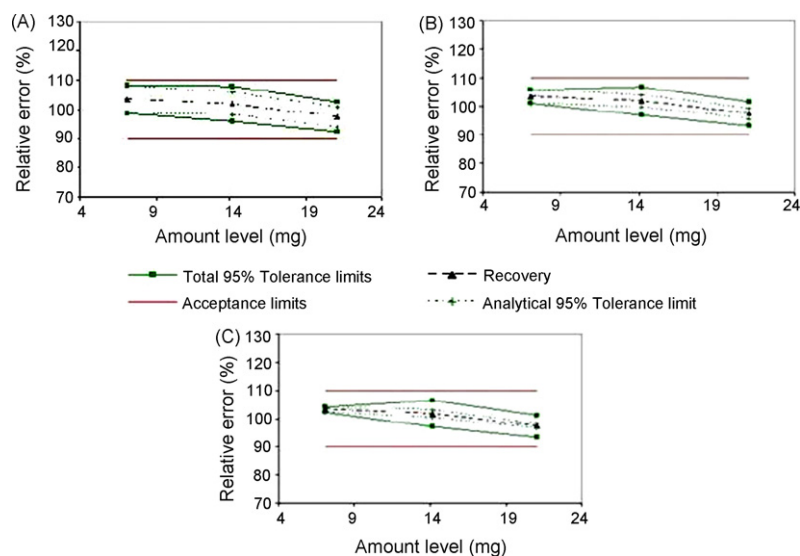 (A)
Relative error (%)
130
120
110
100
90
80
70
4 9 14 19 24
Amount level (mg)
(B)
Relative error (%)
130
120
110
100
90
80
70
4 9 14 19 24
Amount level (mg)
Total 95% Tolerance limits
Recovery
Acceptance limits
Analytical 95% Tolerance limit
(C)
Relative error (%)
130
120
110
100
90
80
70
4 9 14 19 24
Amount level (mg)